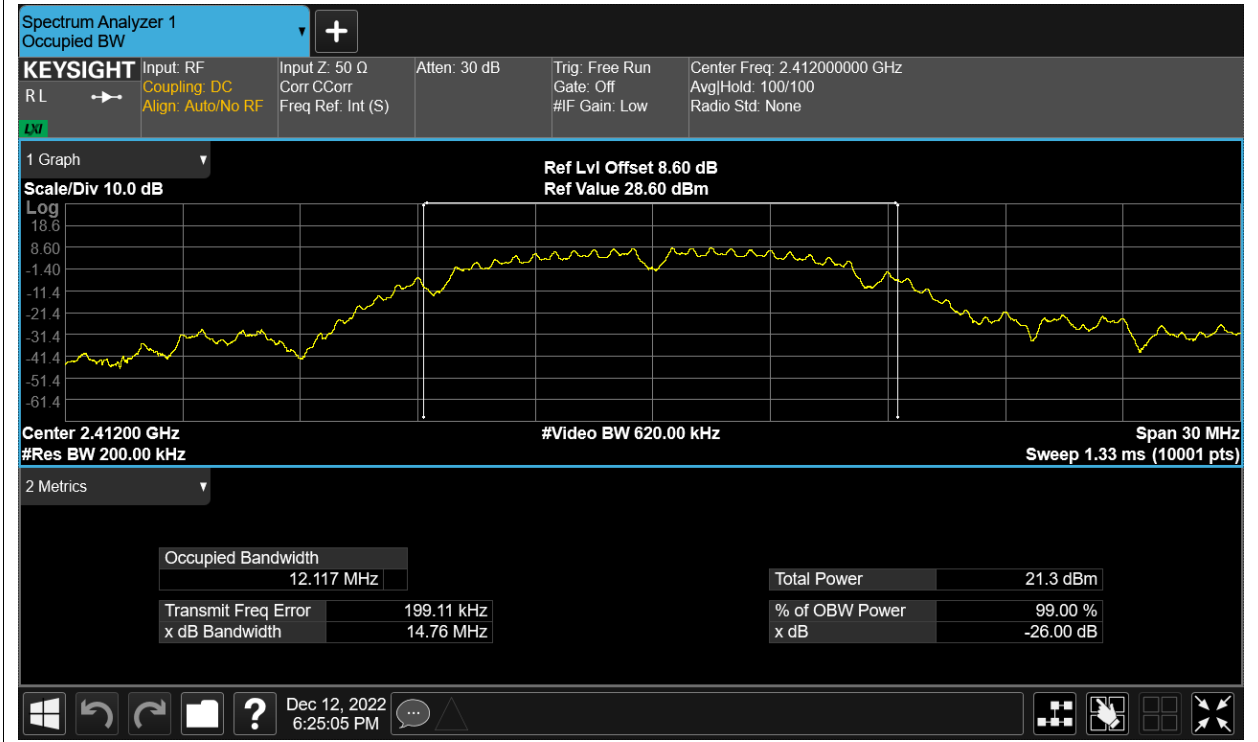 Spectrum Analyzer 1
Occupied BW
KEYSIGHT
R L
LXI
Input: RF
Coupling: DC
Align: Auto/No RF
Input Z: 50 Ω
Corr CCorr
Freq Ref: Int (S)
Atten: 30 dB
Trig: Free Run
Gate: Off
#IF Gain: Low
Center Freq: 2.412000000 GHz
Avg|Hold: 100/100
Radio Std: None
1 Graph
Scale/Div 10.0 dB
Ref Lvl Offset 8.60 dB
Ref Value 28.60 dBm
Log
18.6
8.60
-1.40
-11.4
-21.4
-31.4
-41.4
-51.4
-61.4
Center 2.41200 GHz
#Video BW 620.00 kHz
Span 30 MHz
#Res BW 200.00 kHz
Sweep 1.33 ms (10001 pts)
2 Metrics
Occupied Bandwidth
12.117 MHz
Total Power 21.3 dBm
Transmit Freq Error 199.11 kHz
% of OBW Power 99.00 %
x dB Bandwidth 14.76 MHz
x dB -26.00 dB
?
Dec 12, 2022
6:25:05 PM